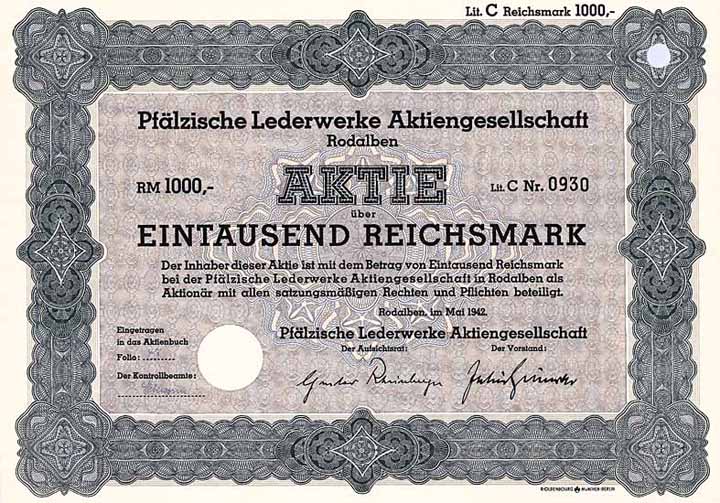 Lit. C Reichsmark 1000,-
Pfälzische Lederwerke Aktiengesellschaft
Rodalben
RM 1000,-
AKTIE
Lit. C Nr. 0930
über
EINTAUSEND REICHSMARK
Der Inhaber dieser Aktie ist mit dem Betrag von Eintausend Reichsmark
bei der Pfälzische Lederwerke Aktiengesellschaft in Rodalben als
Aktionär mit allen satzungsmäßigen Rechten und Pflichten beteiligt.
Rodalben, im Mai 1942.
Eingetragen
in das Aktienbuch
Folio:
Der Kontrollbeamte:
Pfälzische Lederwerke Aktiengesellschaft
Der Aufsichtsrat:
Der Vorstand:
R. OLDENBOURG MÜNCHEN-BERLIN